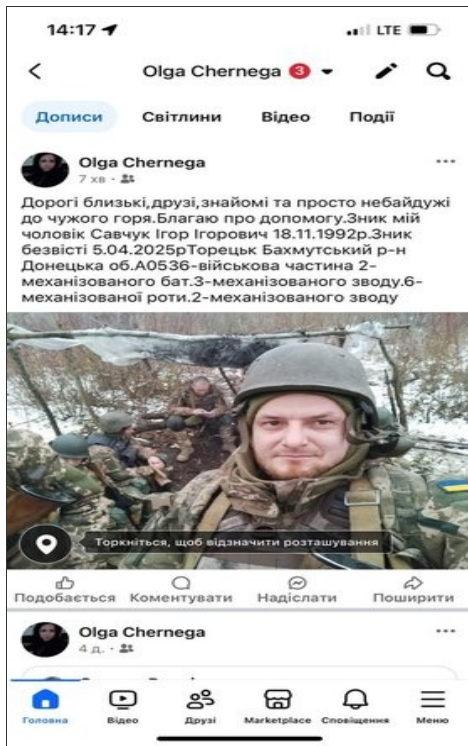 14:17
LTE
Olga Chernega 3
Дописи Світлини Відео Події
Olga Chernega
7 хв
Дорогі близькі,друзі,знайомі та просто небайдужі
до чужого горя.Благаю про допомогу.Зник мій
чоловік Савчук Ігор Ігорович 18.11.1992р.Зник
безвісті 5.04.2025рТорецьк Бахмутський р-н
Донецька об.А0536-військова частина 2-
механізованого бат.3-механізованого зводу.6-
механізованої роти.2-механізованого зводу
Торкніться, щоб відзначити розташування
Подобається Коментувати Надіслати Поширити
Olga Chernega
4 д.
Головна Відео Друзі Marketplace Сповіщення Меню